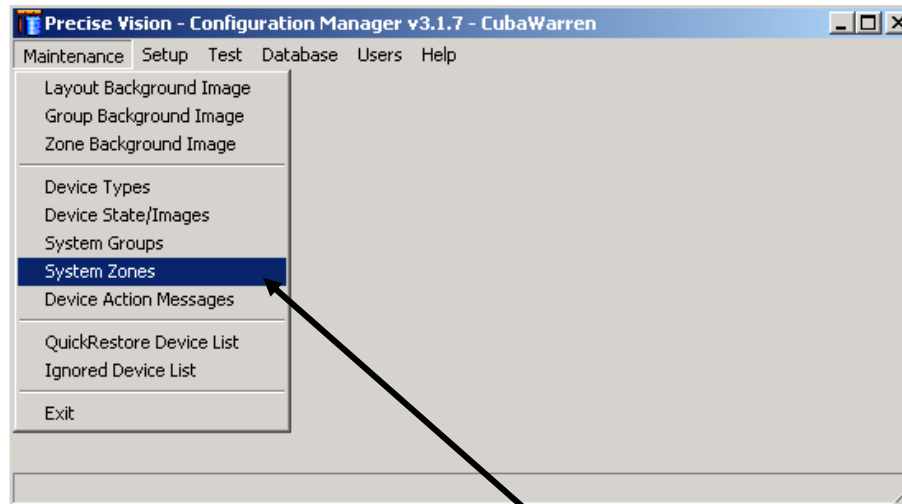 Precise Vision - Configuration Manager v3.1.7 - CubaWarren
Maintenance Setup Test Database Users Help
Layout Background Image
Group Background Image
Zone Background Image
Device Types
Device State/Images
System Groups
System Zones
Device Action Messages
QuickRestore Device List
Ignored Device List
Exit